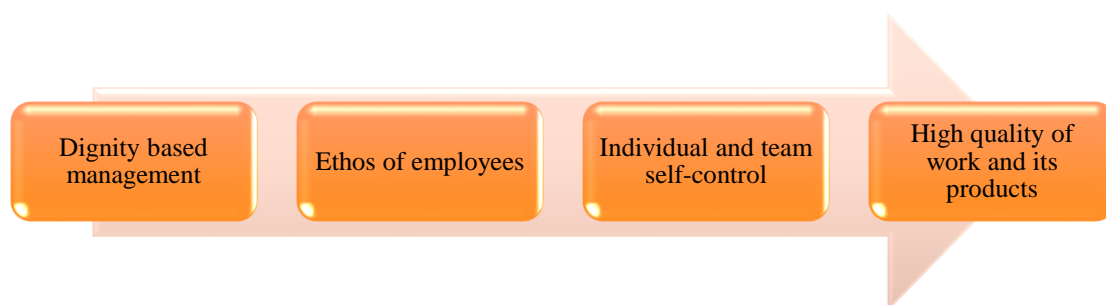 Dignity based
management
Ethos of employees
Individual and team
self-control
High quality of
work and its
products